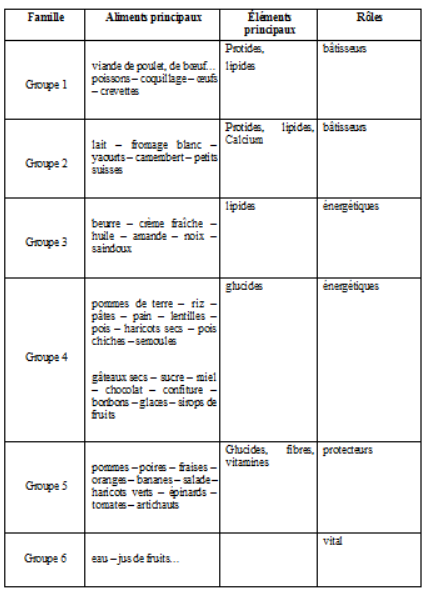 Famille Aliments principaux Éléments principaux Rôles
Groupe 1
viande de poulet, de bœuf…
poissons – coquillage – œufs
– crevettes
Protides,
lipides
bâtisseurs
Groupe 2
lait – fromage blanc –
yaourts – camembert – petits
suisses
Protides, lipides,
Calcium
bâtisseurs
Groupe 3
beurre – crème fraîche –
huile – amande – noix –
saindoux
lipides
énergétiques
Groupe 4
pommes de terre – riz –
pâtes – pain – lentilles –
pois – haricots secs – pois
chiches – semoules
gâteaux secs – sucre – miel
– chocolat – confiture –
bonbons – glaces – sirops de
fruits
glucides
énergétiques
Groupe 5
pommes – poires – fraises –
oranges – bananes – salade –
haricots verts – épinards –
tomates – artichauts
Glucides, fibres,
vitamines
protecteurs
Groupe 6
eau – jus de fruits…
vital